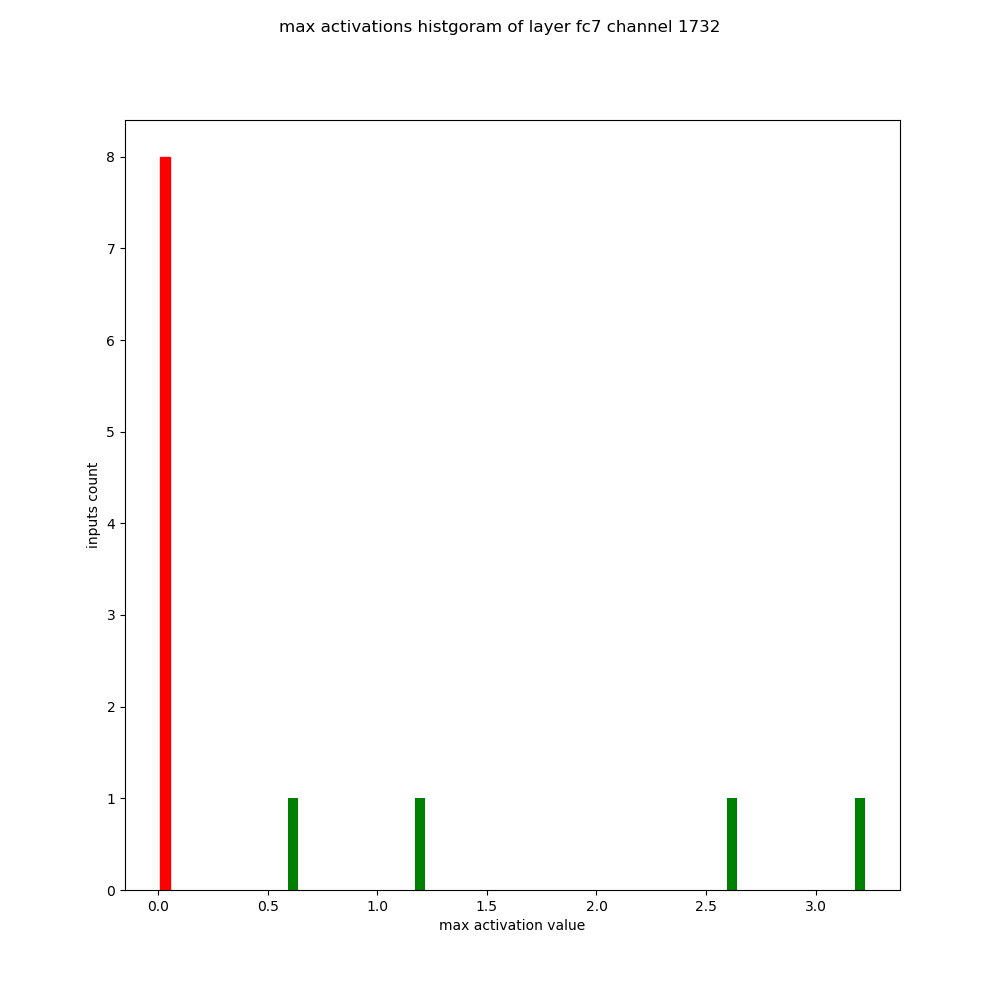 max activations histgoram of layer fc7 channel 1732
8
7
6
5
4
3
2
1
0
inputs count
0.0 0.5 1.0 1.5 2.0 2.5 3.0
max activation value